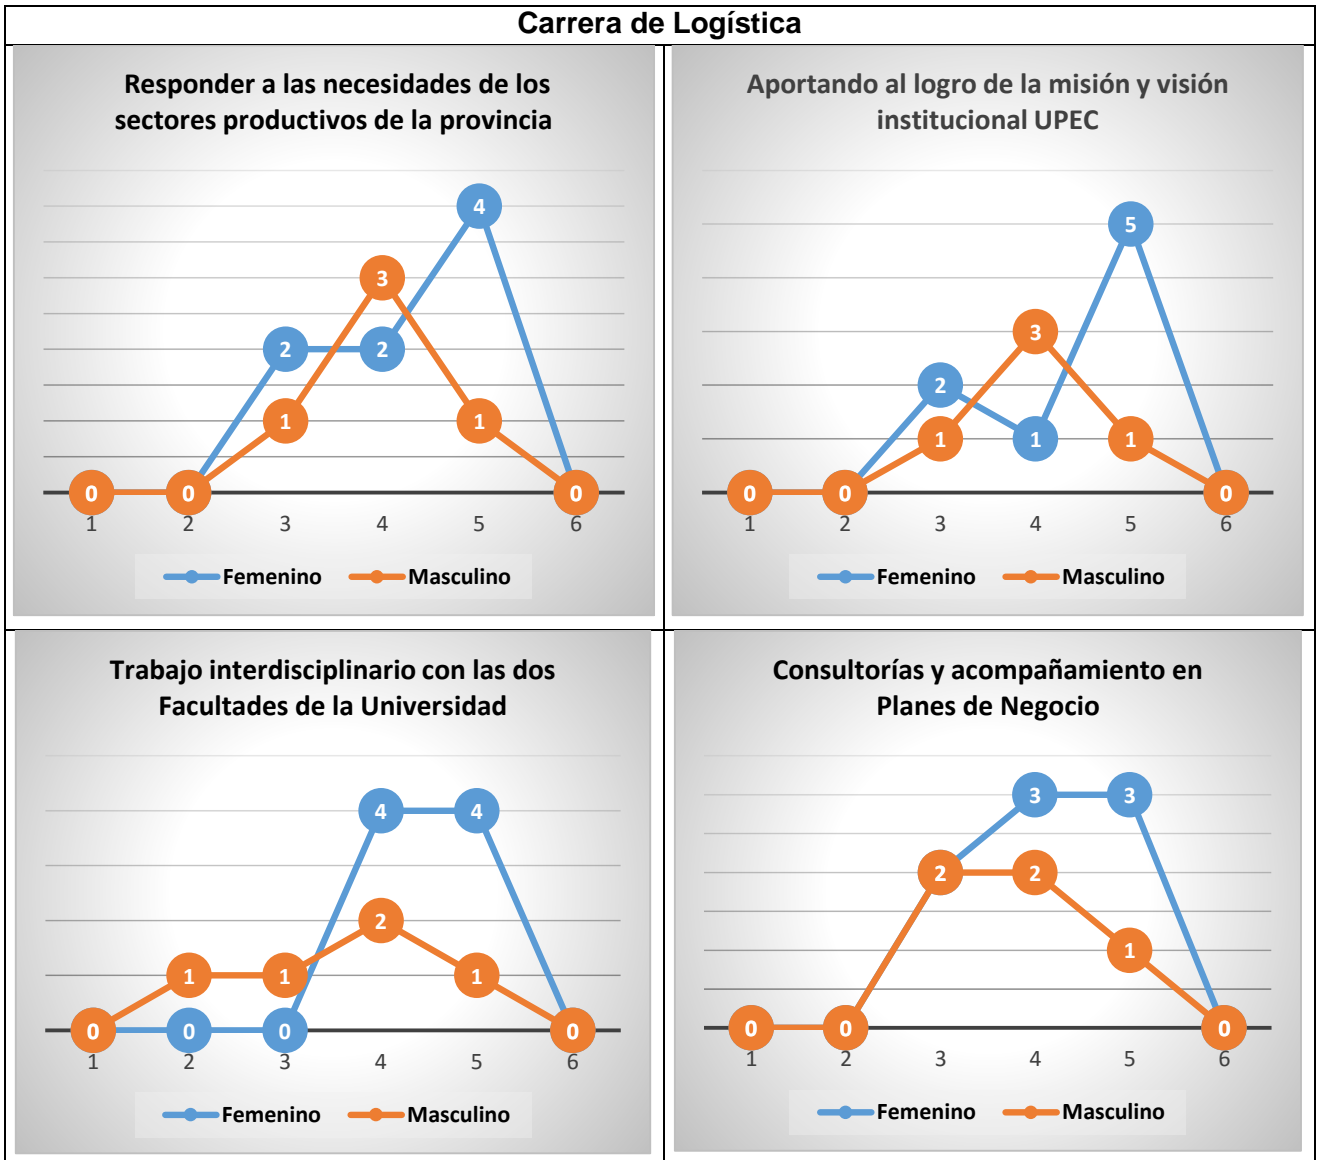 Carrera de Logística
Responder a las necesidades de los
sectores productivos de la provincia
4
3
2 2
1 1
0 0 0
1 2 3 4 5 6
Femenino Masculino
Aportando al logro de la misión y visión
institucional UPEC
5
3
2
1 1 1
0 0 0
1 2 3 4 5 6
Femenino Masculino
Trabajo interdisciplinario con las dos
Facultades de la Universidad
4 4
2
1 1 1
0 0 0 0
1 2 3 4 5 6
Femenino Masculino
Consultorías y acompañamiento en
Planes de Negocio
3 3
2 2
1
0 0 0
1 2 3 4 5 6
Femenino Masculino